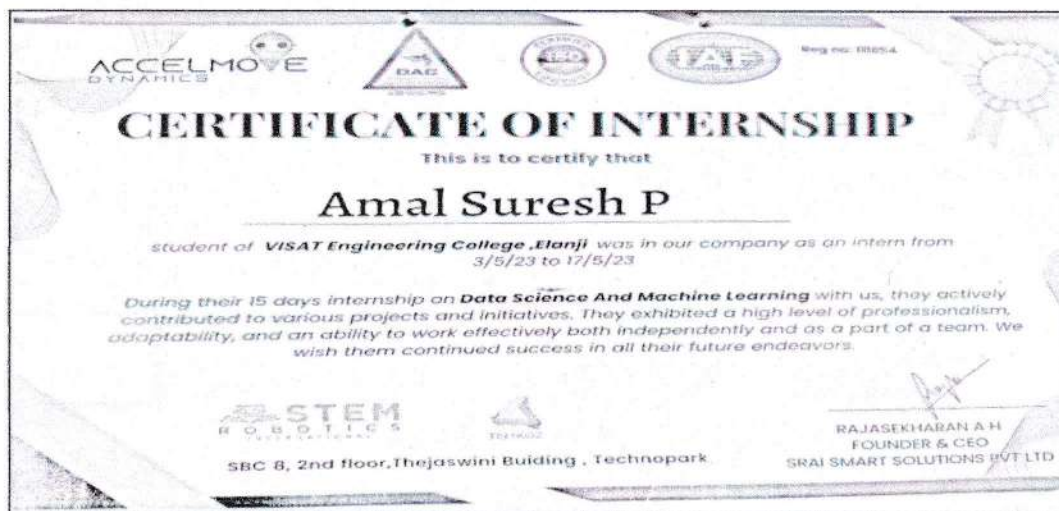 ACCELMOVE
DYNAMICS
DAC
IAF
CERTIFICATE OF INTERNSHIP
This is to certify that
Amal Suresh P
student of VISAT Engineering College ,Elanji was in our company as an intern from
3/5/23 to 17/5/23
During their 15 days internship on Data Science And Machine Learning with us, they actively
contributed to various projects and initiatives. They exhibited a high level of professionalism,
adaptability, and an ability to work effectively both independently and as a part of a team. We
wish them continued success in all their future endeavors.
STEM
ROBOTICS
INTERNATIONAL
SBC 8, 2nd floor,Thejaswini Buiding , Technopark
RAJASEKHARAN A H
FOUNDER & CEO
SRAI SMART SOLUTIONS PVT LTD